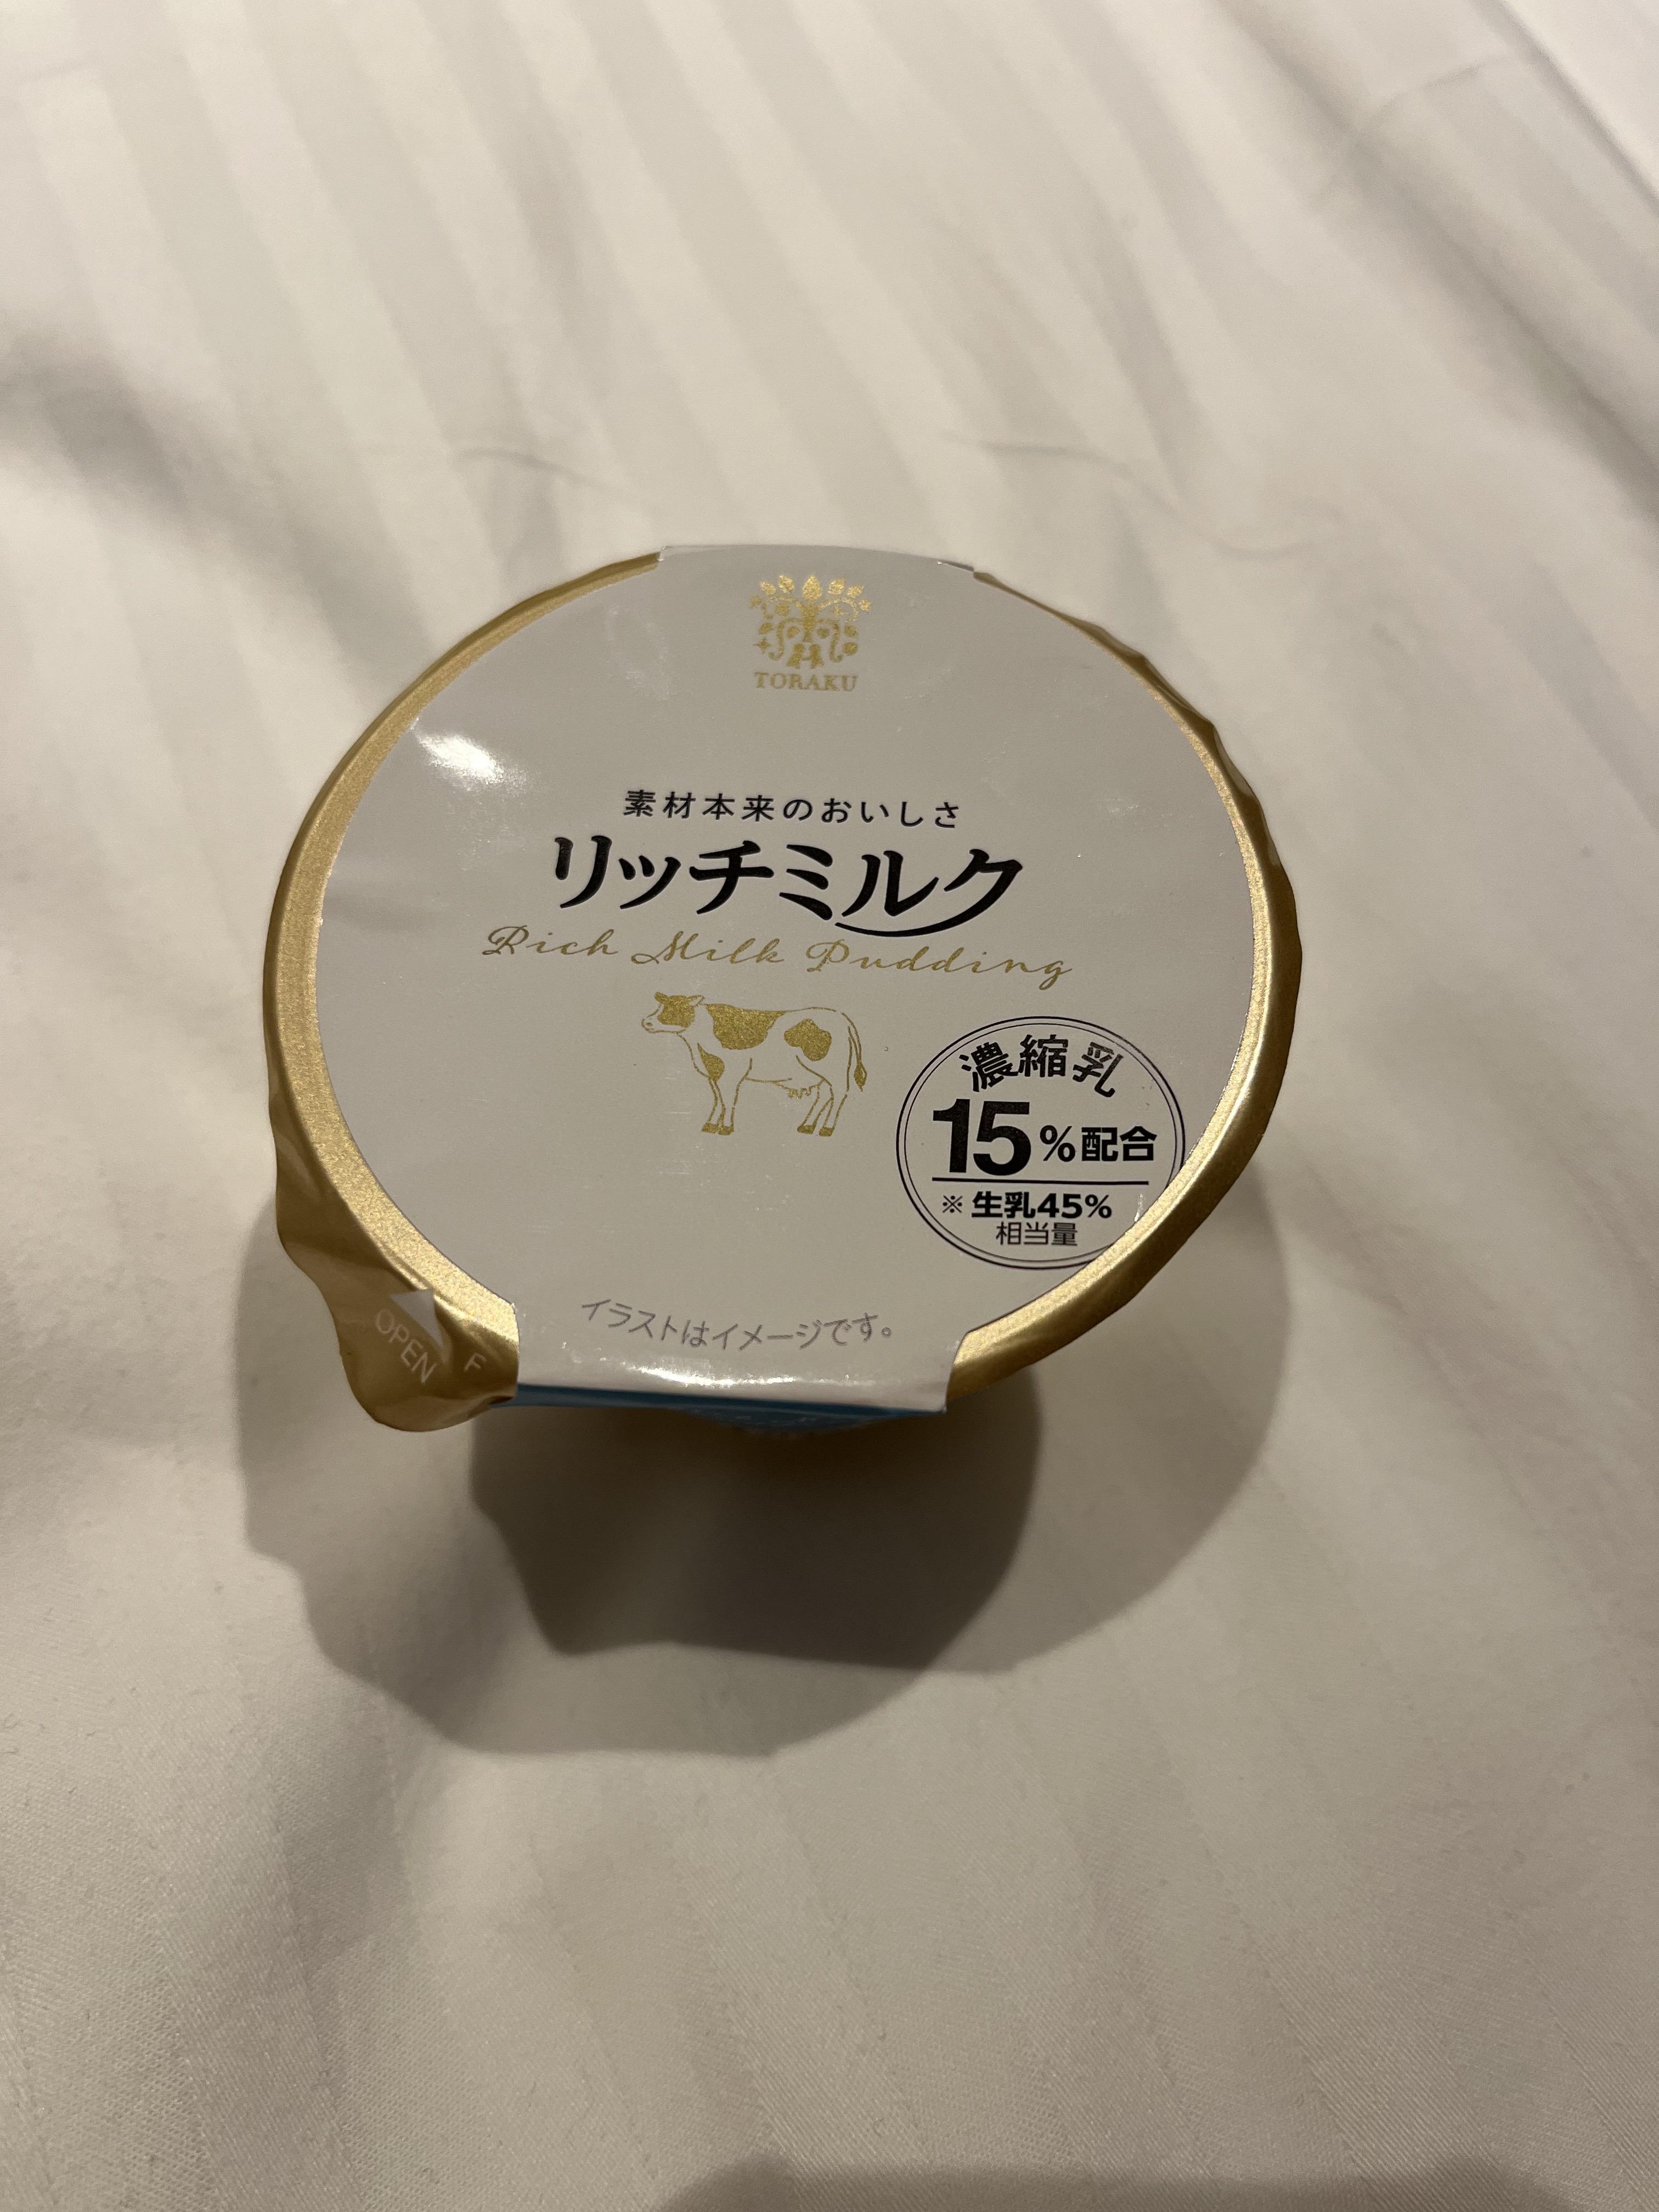 TORAKU
素材本来のおいしさ
リッチミルク
Rich Milk Pudding
濃縮乳
15%配合
※生乳45%
相当量
イラストはイメージです。
OPEN
F